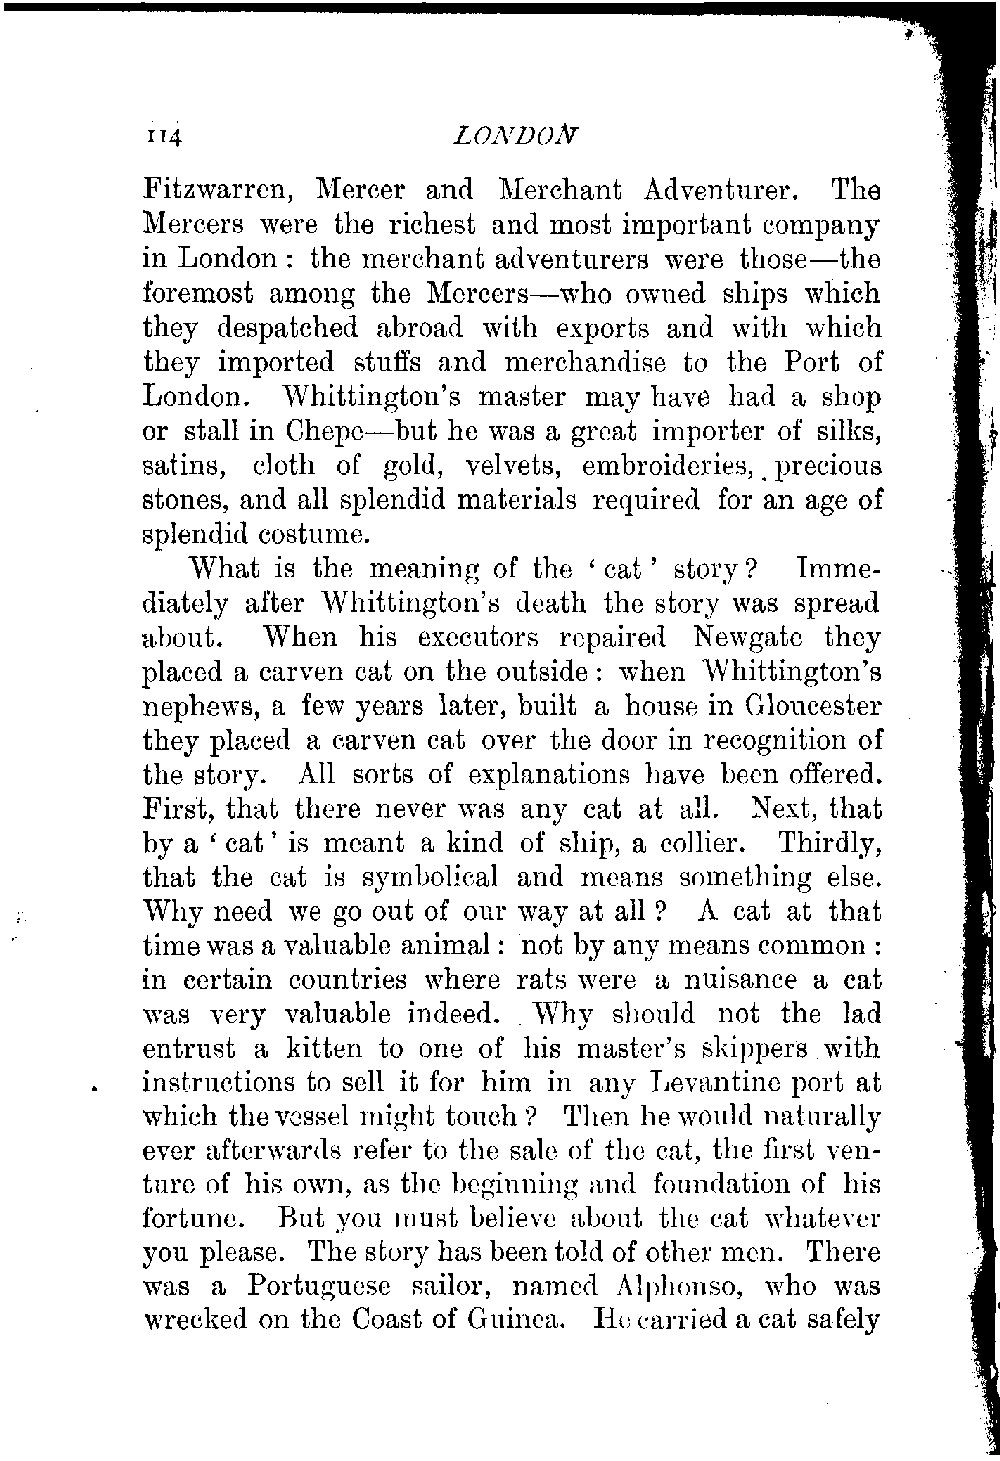 114 LONDON
Fitzwarren, Mercer and Merchant Adventurer. The
Mercers were the richest and most important company
in London : the merchant adventurers were those—the
foremost among the Mercers—who owned ships which
they despatched abroad with exports and with which
they imported stuffs and merchandise to the Port of
London. Whittington's master may have had a shop
or stall in Chepe—but he was a great importer of silks,
satins, cloth of gold, velvets, embroideries, precious
stones, and all splendid materials required for an age of
splendid costume.
What is the meaning of the ‘ cat ’ story ? Imme-
diately after Whittington's death the story was spread
about. When his executors repaired Newgate they
placed a carven cat on the outside : when Whittington's
nephews, a few years later, built a house in Gloucester
they placed a carven cat over the door in recognition of
the story. All sorts of explanations have been offered.
First, that there never was any cat at all. Next, that
by a ‘ cat ’ is meant a kind of ship, a collier. Thirdly,
that the cat is symbolical and means something else.
Why need we go out of our way at all ? A cat at that
time was a valuable animal : not by any means common :
in certain countries where rats were a nuisance a cat
was very valuable indeed. Why should not the lad
entrust a kitten to one of his master's skippers with
instructions to sell it for him in any Levantine port at
which the vessel might touch ? Then he would naturally
ever afterwards refer to the sale of the cat, the first ven-
ture of his own, as the beginning and foundation of his
fortune. But you must believe about the cat whatever
you please. The story has been told of other men. There
was a Portuguese sailor, named Alphonso, who was
wrecked on the Coast of Guinea. He carried a cat safely